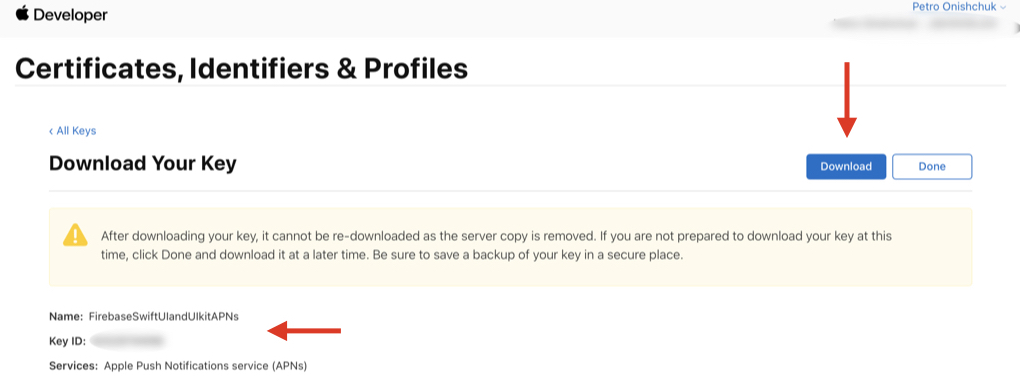 Developer
Petro Onishchuk
Certificates, Identifiers & Profiles
All Keys
Download Your Key
Download
Done
After downloading your key, it cannot be re-downloaded as the server copy is removed. If you are not prepared to download your key at this
time, click Done and download it at a later time. Be sure to save a backup of your key in a secure place.
Name: FirebaseSwiftUIandUIkitAPNs
Key ID:
Services: Apple Push Notifications service (APNs)